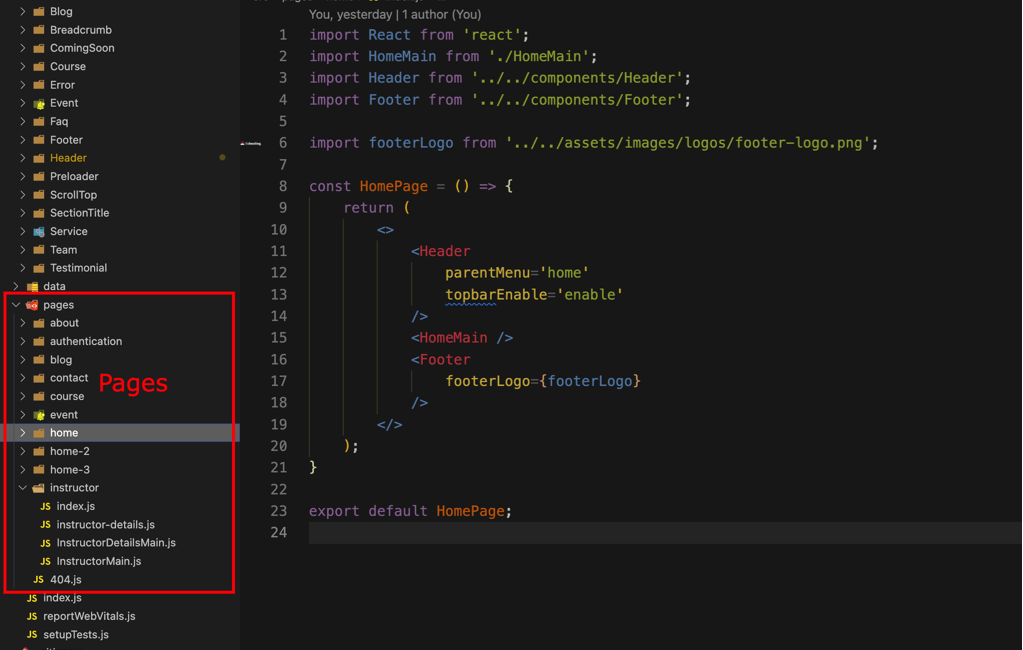 Blog
Breadcrumb
ComingSoon
Course
Error
Event
Faq
Footer
Header
Preloader
ScrollTop
SectionTitle
Service
Team
Testimonial
data
pages
about
authentication
blog
contact
Pages
course
event
home
home-2
home-3
instructor
JS index.js
JS instructor-details.js
JS InstructorDetailsMain.js
JS InstructorMain.js
JS 404.js
JS index.js
JS reportWebVitals.js
JS setupTests.js
You, yesterday | 1 author (You)
1 import React from 'react';
2 import HomeMain from './HomeMain';
3 import Header from '../../components/Header';
4 import Footer from '../../components/Footer';
5
6 import footerLogo from '../../assets/images/logos/footer-logo.png';
7
8 const HomePage = () => {
9 return (
10 <>
11 <Header
12 parentMenu='home'
13 topbarEnable='enable'
14 />
15 <HomeMain />
16 <Footer
17 footerLogo={footerLogo}
18 />
19 </>
20 );
21 }
22
23 export default HomePage;
24